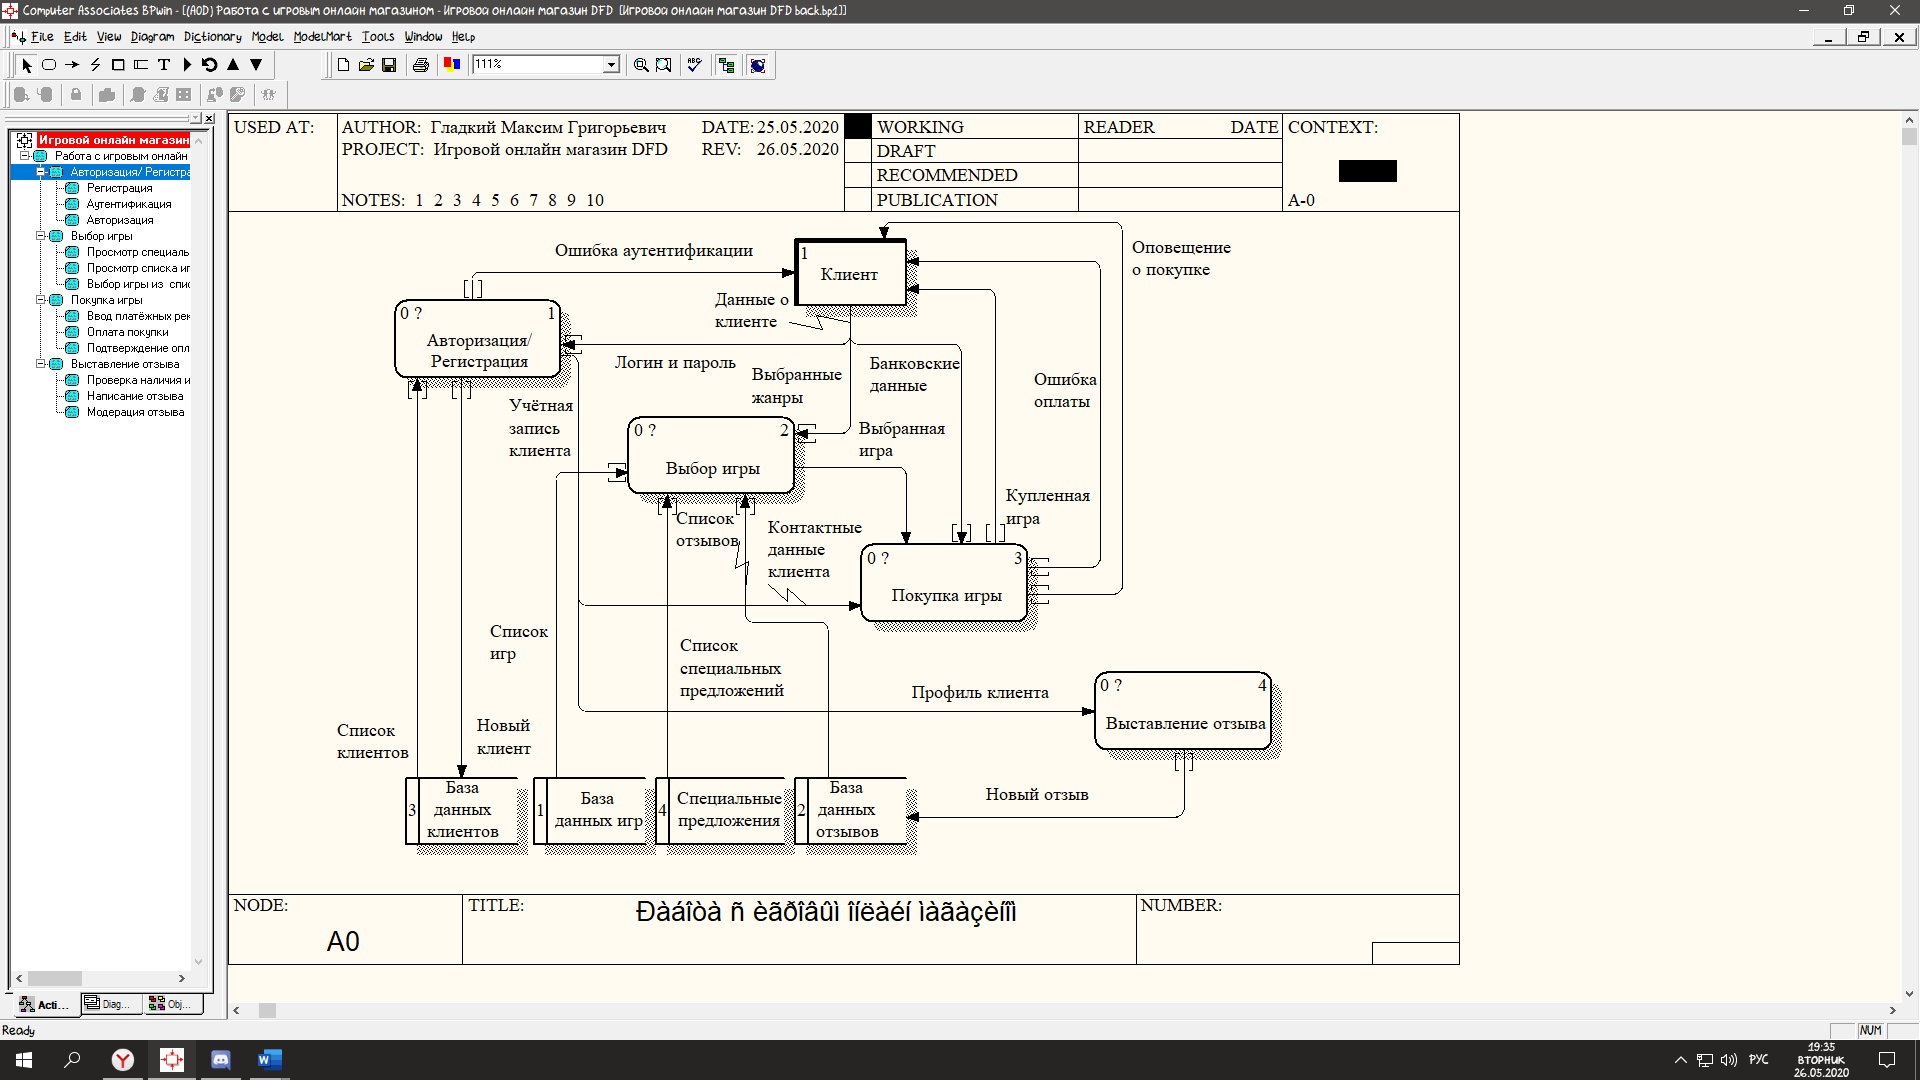 Computer Associates BPwin - [(A0D) Работа с игровым онлайн магазином - Игровой онлайн магазин DFD  [Игровой онлайн магазин DFD back.bp1]]
File Edit View Diagram Dictionary Model ModelMart Tools Window Help
111%
Игровой онлайн магазин
Работа с игровым онлайн
Авторизация/ Регистра
Регистрация
Аутентификация
Авторизация
Выбор игры
Просмотр специаль
Просмотр списка иг
Выбор игры из спис
Покупка игры
Ввод платёжных рек
Оплата покупки
Подтверждение опл
Выставление отзыва
Проверка наличия и
Написание отзыва
Модерация отзыва
Acti...
Diag...
Obj...
USED AT:
AUTHOR: Гладкий Максим Григорьевич
DATE: 25.05.2020
PROJECT: Игровой онлайн магазин DFD
REV: 26.05.2020
NOTES: 1 2 3 4 5 6 7 8 9 10
WORKING
DRAFT
RECOMMENDED
PUBLICATION
READER DATE
CONTEXT:
A-0
Ошибка аутентификации
1
Клиент
Оповещение
о покупке
Данные о
клиенте
0 ? 1
Авторизация/
Регистрация
Логин и пароль
Выбранные
жанры
Банковские
данные
Ошибка
оплаты
Учётная
запись
клиента
0 ? 2
Выбор игры
Выбранная
игра
Купленная
игра
Список
отзывов
Контактные
данные
клиента
0 ? 3
Покупка игры
Список
игр
Список
специальных
предложений
Профиль клиента
0 ? 4
Выставление отзыва
Список
клиентов
Новый
клиент
Новый отзыв
3
База
данных
клиентов
1
База
данных игр
4
Специальные
предложения
2
База
данных
отзывов
NODE:
A0
TITLE:
Ðàáîòà ñ èãðîâûì îíëàéí ìàãàçèíîì
NUMBER:
Ready
NUM
РУС
19:35
вторник
26.05.2020